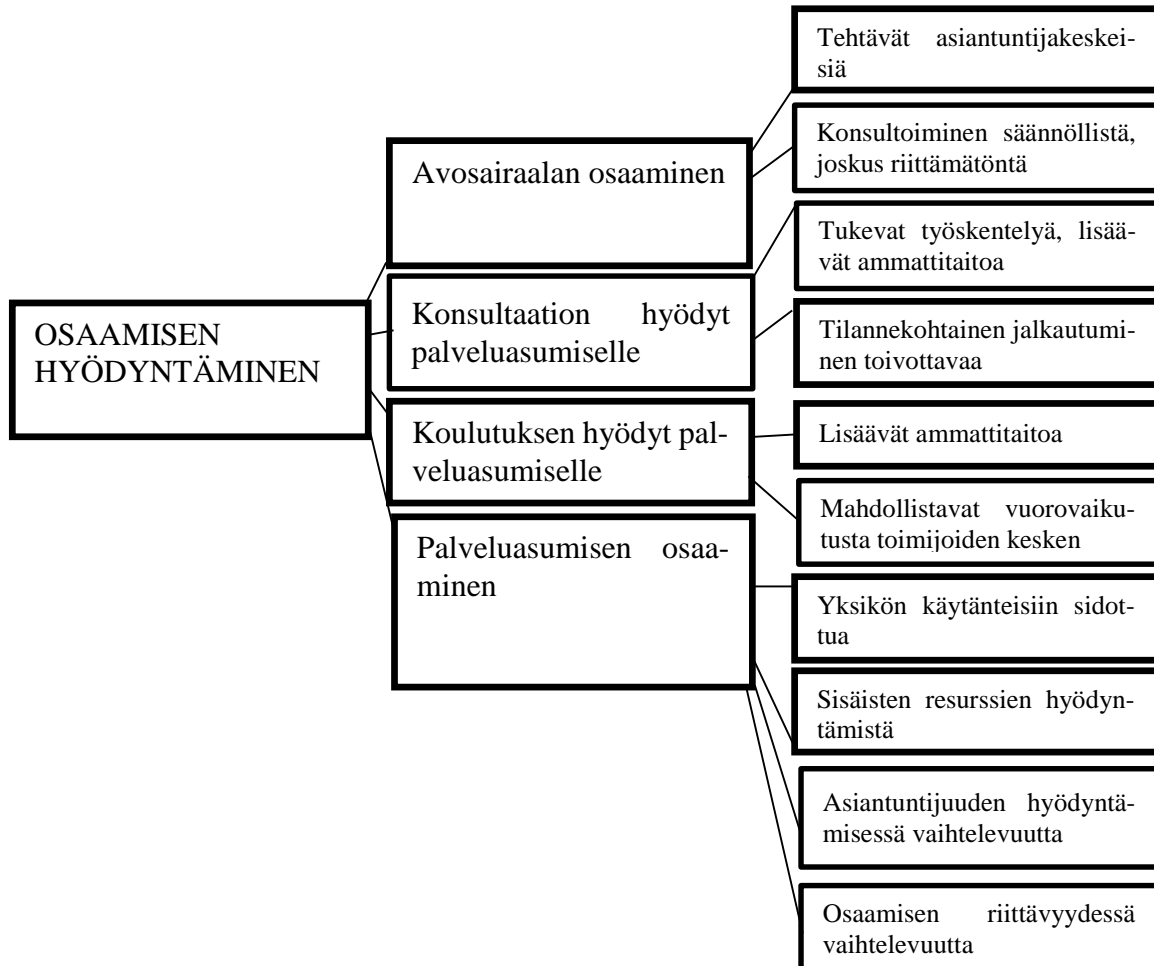 OSAAMISEN
HYÖDYNTÄMINEN
Avosairaalan osaaminen
Konsultaation hyödyt
palveluasumiselle
Koulutuksen hyödyt pal-
veluasumiselle
Palveluasumisen osaa-
minen
Tehtävät asiantuntijakeskei-
siä
Konsultoiminen säännöllistä,
joskus riittämätöntä
Tukevat työskentelyä, lisää-
vät ammattitaitoa
Tilannekohtainen jalkautumi-
nen toivottavaa
Lisäävät ammattitaitoa
Mahdollistavat vuorovaiku-
tusta toimijoiden kesken
Yksikön käytänteisiin sidot-
tua
Sisäisten resurssien hyödyn-
tämistä
Asiantuntijuuden hyödyntä-
misessä vaihtelevuutta
Osaamisen riittävyydessä
vaihtelevuutta